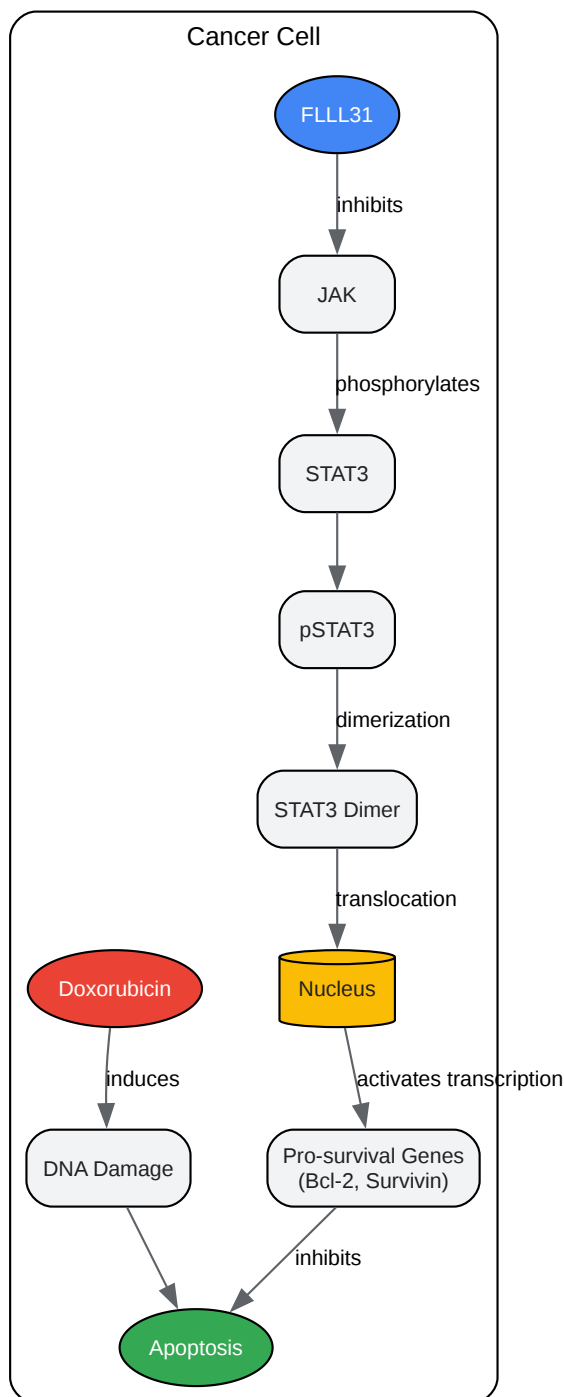 Cancer Cell
FLLL31
inhibits
JAK
phosphorylates
STAT3
pSTAT3
dimerization
STAT3 Dimer
translocation
Doxorubicin
Nucleus
induces
activates transcription
DNA Damage
Pro-survival Genes
(Bcl-2, Survivin)
inhibits
Apoptosis